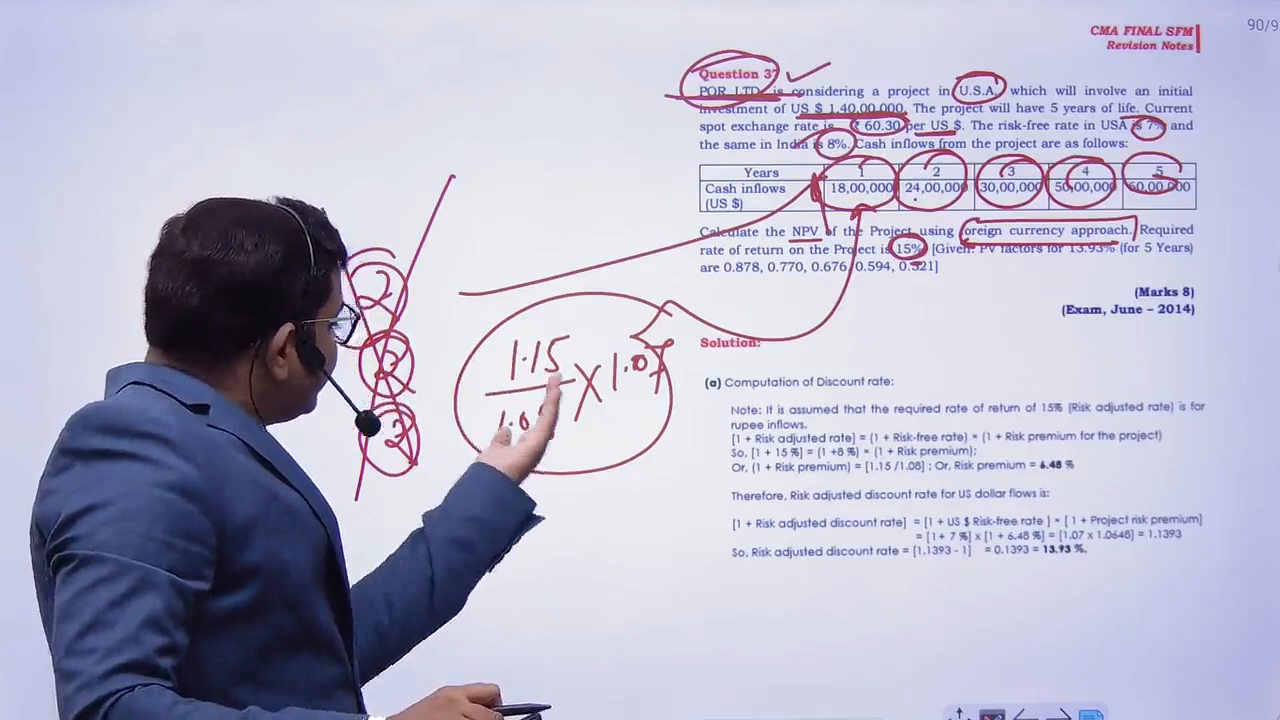 90/9
CMA FINAL SFM
Revision Notes
Question 3
PQR LTD. is considering a project in U.S.A, which will involve an initial
investment of US $ 1,40,00,000. The project will have 5 years of life. Current
spot exchange rate is ₹ 60.30 per US $. The risk-free rate in USA is 7% and
the same in India is 8%. Cash inflows from the project are as follows:
Years 1 2 3 4 5
Cash inflows 18,00,000 24,00,000 30,00,000 50,00,000 60,00,000
(US $)
Calculate the NPV of the Project using foreign currency approach. Required
rate of return on the Project is 15% [Given: PV factors for 13.93% (for 5 Years)
are 0.878, 0.770, 0.676, 0.594, 0.521]
(Marks 8)
(Exam, June – 2014)
2
1.15
× 1.07
Solution:
(a) Computation of Discount rate:
Note: It is assumed that the required rate of return of 15% (Risk adjusted rate) is for
rupee inflows.
[1 + Risk adjusted rate] = (1 + Risk-free rate) × (1 + Risk premium for the project)
So, [1 + 15 %] = (1 +8 %) × (1 + Risk premium);
Or, (1 + Risk premium) = [1.15 /1.08] ; Or, Risk premium = 6.48 %
Therefore, Risk adjusted discount rate for US dollar flows is:
[1 + Risk adjusted discount rate] = [1 + US $ Risk-free rate ] × [ 1 + Project risk premium]
= [1+ 7 %] x [1 + 6.48 %] = [1.07 x 1.0648] = 1.1393
So, Risk adjusted discount rate = [1.1393 - 1] = 0.1393 = 13.93 %.